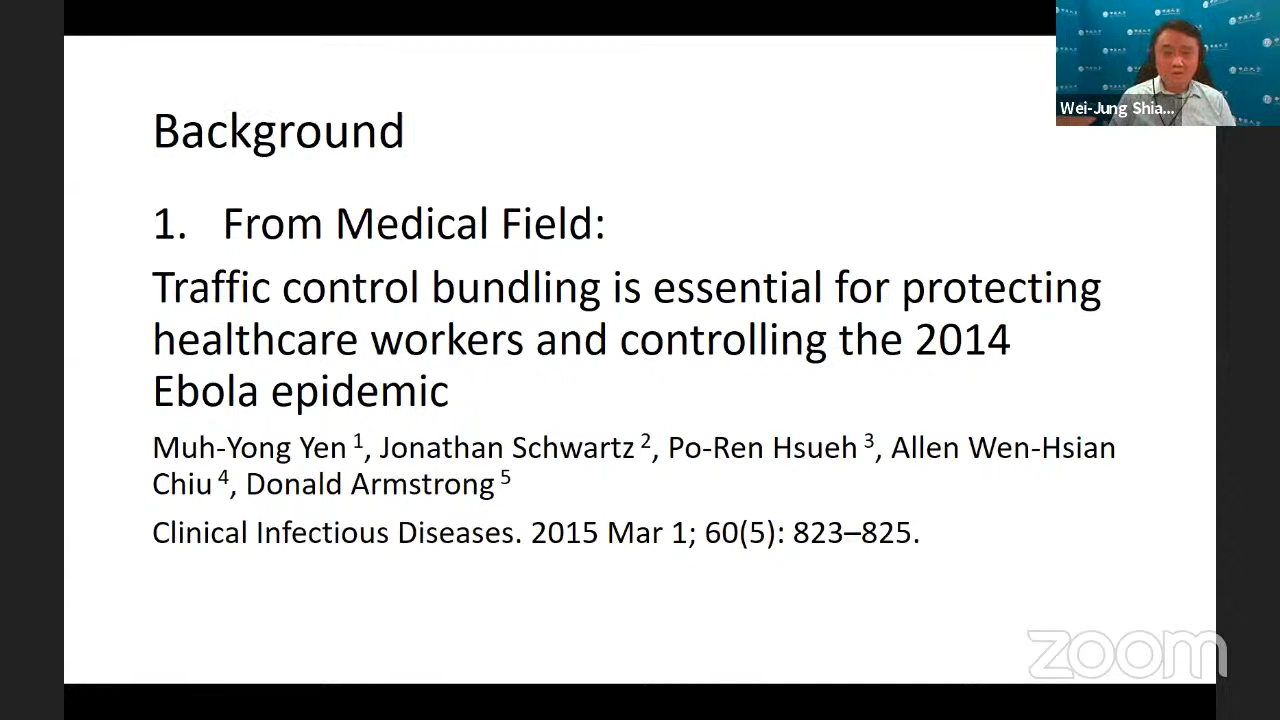 Background
Wei-Jung Shia...
1. From Medical Field:
Traffic control bundling is essential for protecting
healthcare workers and controlling the 2014
Ebola epidemic
Muh-Yong Yen 1, Jonathan Schwartz 2, Po-Ren Hsueh 3, Allen Wen-Hsian
Chiu 4, Donald Armstrong 5
Clinical Infectious Diseases. 2015 Mar 1; 60(5): 823–825.
zoom